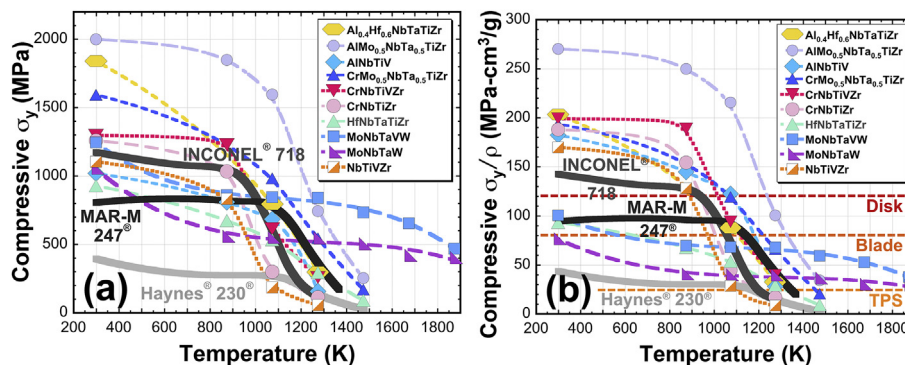 Compressive σy (MPa)
2000
1500
1000
500
0
200 400 600 800 1000 1200 1400 1600 1800
Temperature (K)
(a)
INCONEL® 718
MAR-M
247®
Haynes® 230®
Al0.4Hf0.6NbTaTiZr
AlMo0.5NbTa0.5TiZr
AlNbTiV
CrMo0.5NbTa0.5TiZr
CrNbTiVZr
CrNbTiZr
HfNbTaTiZr
MoNbTaVW
MoNbTaW
NbTiVZr
Compressive σy/ρ (MPa-cm³/g)
300
250
200
150
100
50
0
200 400 600 800 1000 1200 1400 1600 1800
Temperature (K)
(b)
INCONEL®
718
MAR-M
247®
Haynes® 230®
Disk
Blade
TPS
Al0.4Hf0.6NbTaTiZr
AlMo0.5NbTa0.5TiZr
AlNbTiV
CrMo0.5NbTa0.5TiZr
CrNbTiVZr
CrNbTiZr
HfNbTaTiZr
MoNbTaVW
MoNbTaW
NbTiVZr